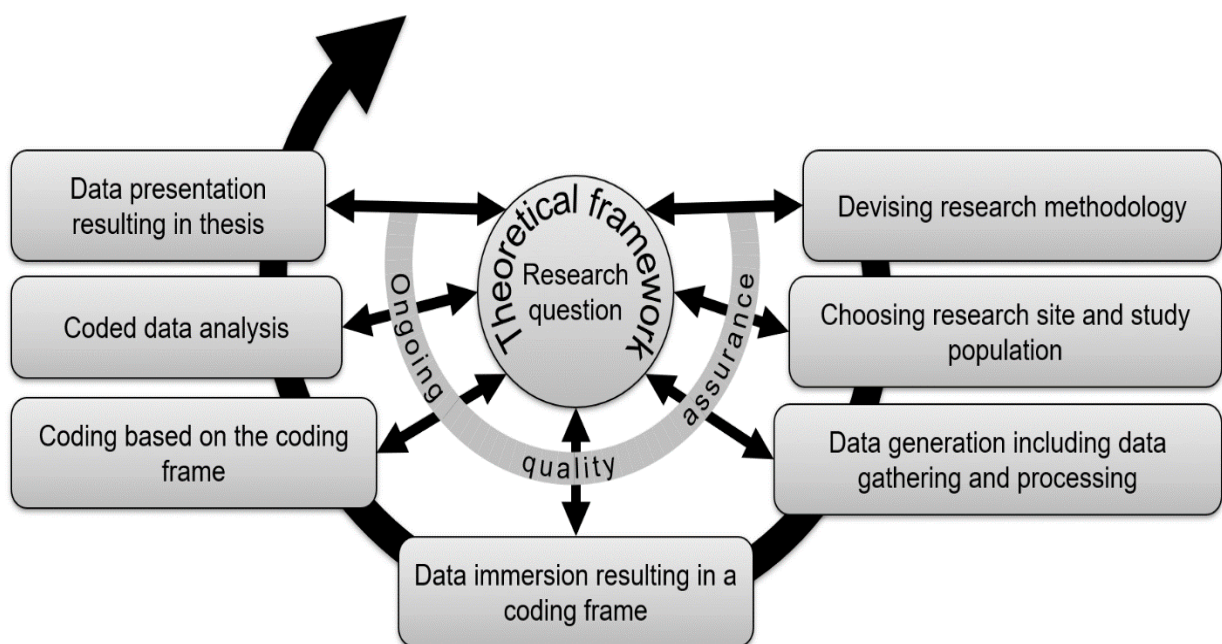 Theoretical framework
Research
question
Ongoing quality assurance
Devising research methodology
Choosing research site and study
population
Data generation including data
gathering and processing
Data immersion resulting in a
coding frame
Coding based on the coding
frame
Coded data analysis
Data presentation
resulting in thesis